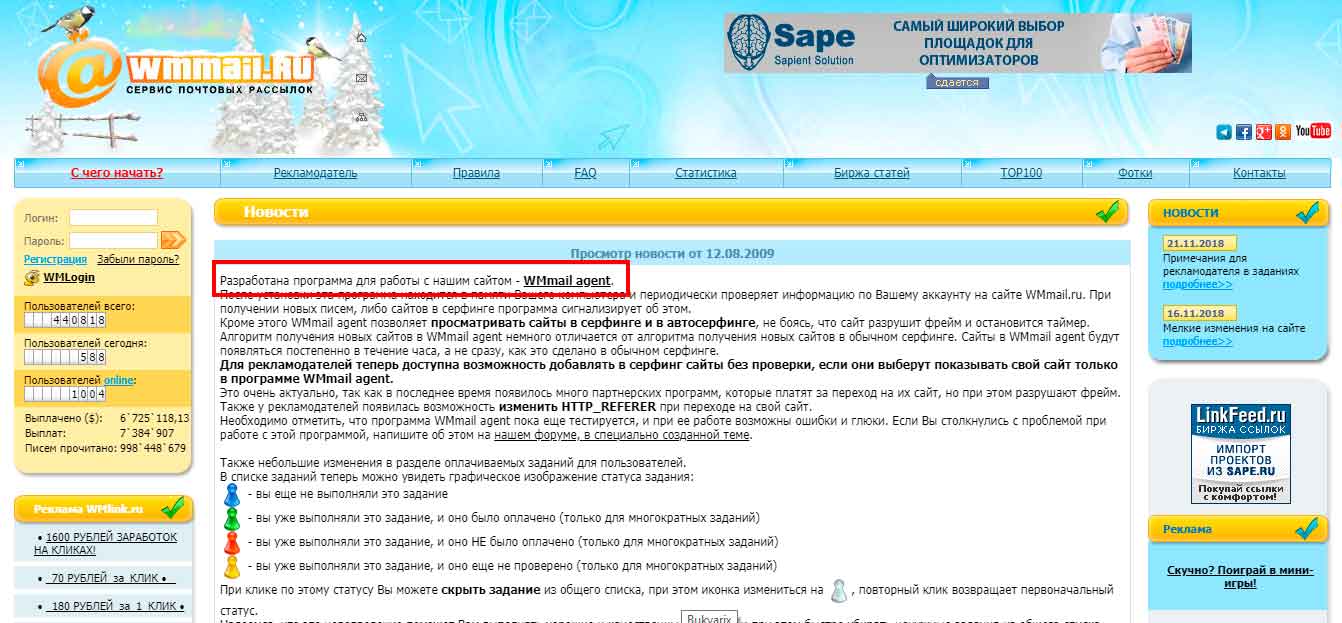 wmmail.ru
СЕРВИС ПОЧТОВЫХ РАССЫЛОК
Sape
Sapient Solution
САМЫЙ ШИРОКИЙ ВЫБОР
ПЛОЩАДОК ДЛЯ
ОПТИМИЗАТОРОВ
сдается
You Tube
С чего начать?
Рекламодатель
Правила
FAQ
Статистика
Биржа статей
TOP100
Фотки
Контакты
Логин:
Пароль:
Регистрация Забыли пароль?
WMLogin
Пользователей всего:
440818
Пользователей сегодня:
588
Пользователей online:
1004
Выплачено ($): 6`725`118,13
Выплат: 7`384`907
Писем прочитано: 998`448`679
Реклама WMlink.ru
• 1600 РУБЛЕЙ ЗАРАБОТОК
НА КЛИКАХ!
• 70 РУБЛЕЙ за КЛИК •
• 180 РУБЛЕЙ за 1 КЛИК •
Новости
Просмотр новости от 12.08.2009
Разработана программа для работы с нашим сайтом - WMmail agent.
После установки эта программа находится в памяти Вашего компьютера и периодически проверяет информацию по Вашему аккаунту на сайте WMmail.ru. При
получении новых писем, либо сайтов в серфинге программа сигнализирует об этом.
Кроме этого WMmail agent позволяет просматривать сайты в серфинге и в автосерфинге, не боясь, что сайт разрушит фрейм и остановится таймер.
Алгоритм получения новых сайтов в WMmail agent немного отличается от алгоритма получения новых сайтов в обычном серфинге. Сайты в WMmail agent будут
появляться постепенно в течение часа, а не сразу, как это сделано в обычном серфинге.
Для рекламодателей теперь доступна возможность добавлять в серфинг сайты без проверки, если они выберут показывать свой сайт только
в программе WMmail agent.
Это очень актуально, так как в последнее время появилось много партнерских программ, которые платят за переход на их сайт, но при этом разрушают фрейм.
Также у рекламодателей появилась возможность изменить HTTP_REFERER при переходе на свой сайт.
Необходимо отметить, что программа WMmail agent пока еще тестируется, и при ее работе возможны ошибки и глюки. Если Вы столкнулись с проблемой при
работе с этой программой, напишите об этом на нашем форуме, в специально созданной теме.
Также небольшие изменения в разделе оплачиваемых заданий для пользователей.
В списке заданий теперь можно увидеть графическое изображение статуса задания:
- вы еще не выполняли это задание
- вы уже выполняли это задание, и оно было оплачено (только для многократных заданий)
- вы уже выполняли это задание, и оно НЕ было оплачено (только для многократных заданий)
- вы уже выполняли это задание, и оно еще не проверено (только для многократных заданий)
При клике по этому статусу Вы можете скрыть задание из общего списка, при этом иконка измениться на , повторный клик возвращает первоначальный
статус.
Bukvarix
НОВОСТИ
21.11.2018
Примечания для
рекламодателя в заданиях
подробнее>>
16.11.2018
Мелкие изменения на сайте
подробнее>>
LinkFeed.ru
БИРЖА ССЫЛОК
ИМПОРТ
ПРОЕКТОВ
ИЗ SAPE.RU
Покупай ссылки
с комфортом!
Реклама
Скучно? Поиграй в мини-
игры!